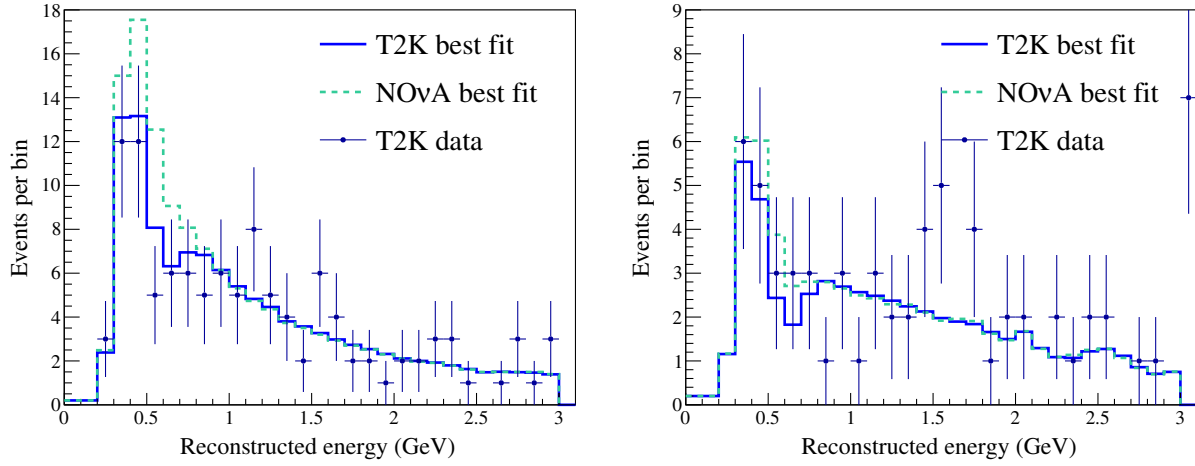 18
16
14
12
10
8
6
4
2
0
Events per bin
T2K best fit
NOνA best fit
T2K data
0 0.5 1 1.5 2 2.5 3
Reconstructed energy (GeV)
9
8
7
6
5
4
3
2
1
0
Events per bin
T2K best fit
NOνA best fit
T2K data
0 0.5 1 1.5 2 2.5 3
Reconstructed energy (GeV)